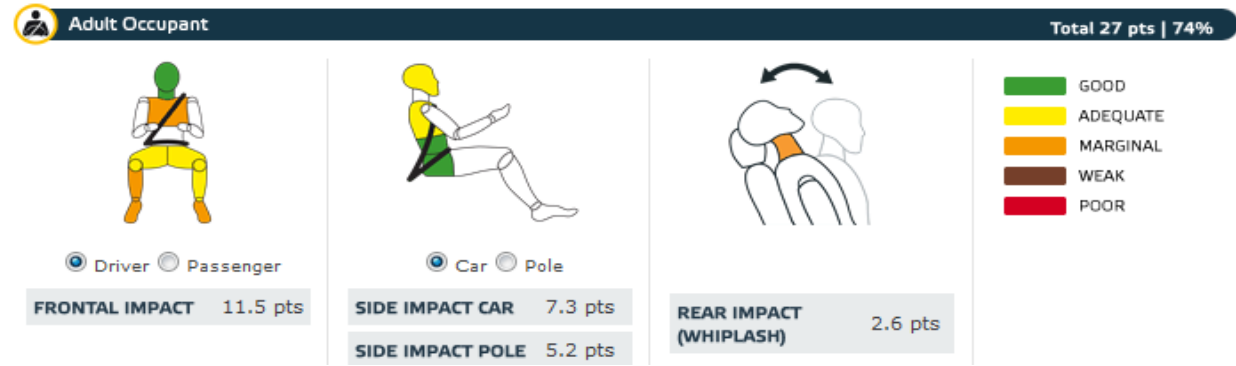 Adult Occupant
Total 27 pts | 74%
Driver
Passenger
FRONTAL IMPACT 11.5 pts
Car
Pole
SIDE IMPACT CAR 7.3 pts
SIDE IMPACT POLE 5.2 pts
REAR IMPACT
(WHIPLASH)
2.6 pts
GOOD
ADEQUATE
MARGINAL
WEAK
POOR